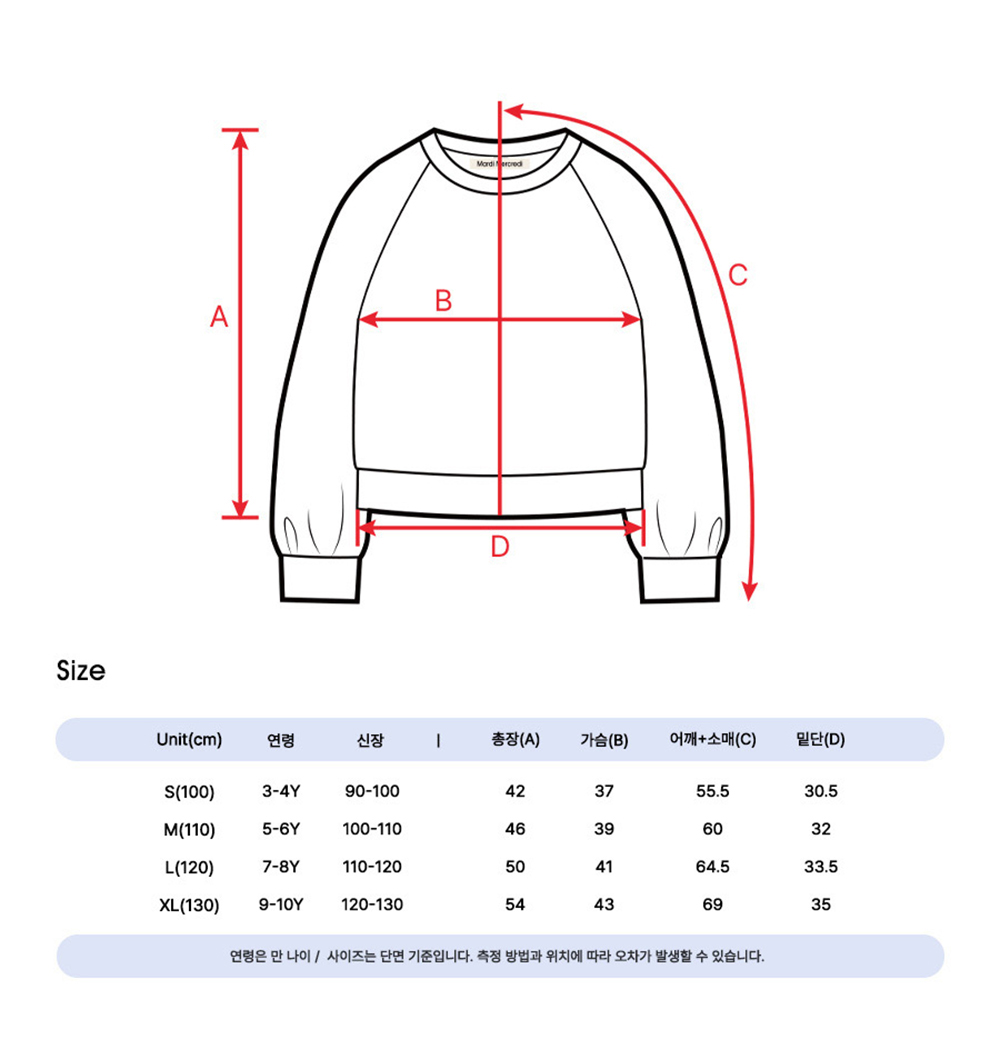 Mardi Mercredi
C
B
A
D
Size
Unit(cm) 연령 신장 | 총장(A) 가슴(B) 어깨+소매(C) 밑단(D)
S(100) 3-4Y 90-100 42 37 55.5 30.5
M(110) 5-6Y 100-110 46 39 60 32
L(120) 7-8Y 110-120 50 41 64.5 33.5
XL(130) 9-10Y 120-130 54 43 69 35
연령은 만 나이 / 사이즈는 단면 기준입니다. 측정 방법과 위치에 따라 오차가 발생할 수 있습니다.